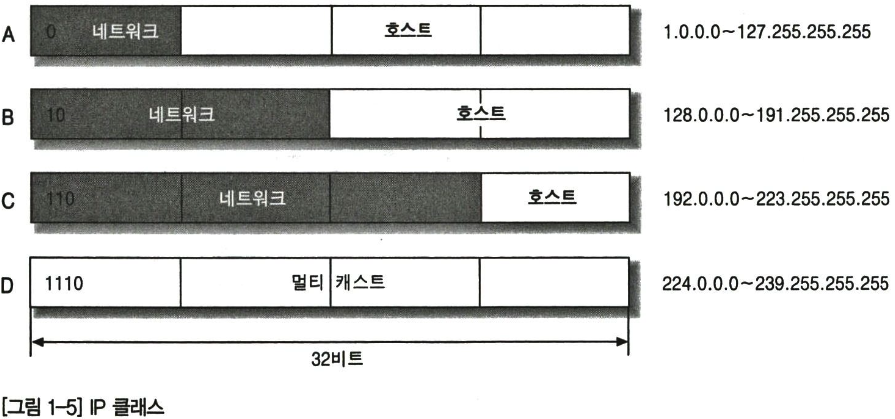 A 0 네트워크 호스트 1.0.0.0~127.255.255.255
B 10 네트워크 호스트 128.0.0.0~191.255.255.255
C 110 네트워크 호스트 192.0.0.0~223.255.255.255
D 1110 멀티 캐스트 224.0.0.0~239.255.255.255
32비트
[그림 1-5] IP 클래스